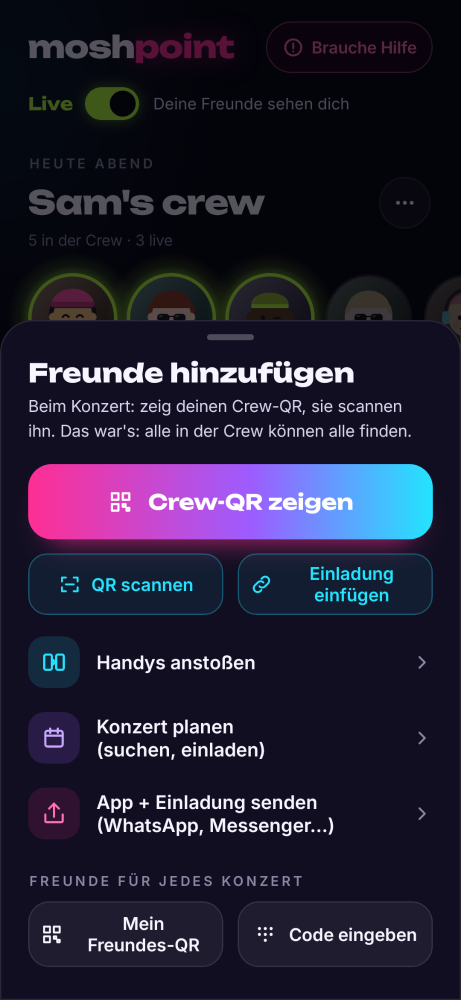 moshpoint
Brauche Hilfe
Live
Deine Freunde sehen dich
HEUTE ABEND
Sam's crew
5 in der Crew · 3 live
Freunde hinzufügen
Beim Konzert: zeig deinen Crew-QR, sie scannen
ihn. Das war's: alle in der Crew können alle finden.
Crew-QR zeigen
QR scannen
Einladung
einfügen
Handys anstoßen
Konzert planen
(suchen, einladen)
App + Einladung senden
(WhatsApp, Messenger...)
FREUNDE FÜR JEDES KONZERT
Mein
Freundes-QR
Code eingeben